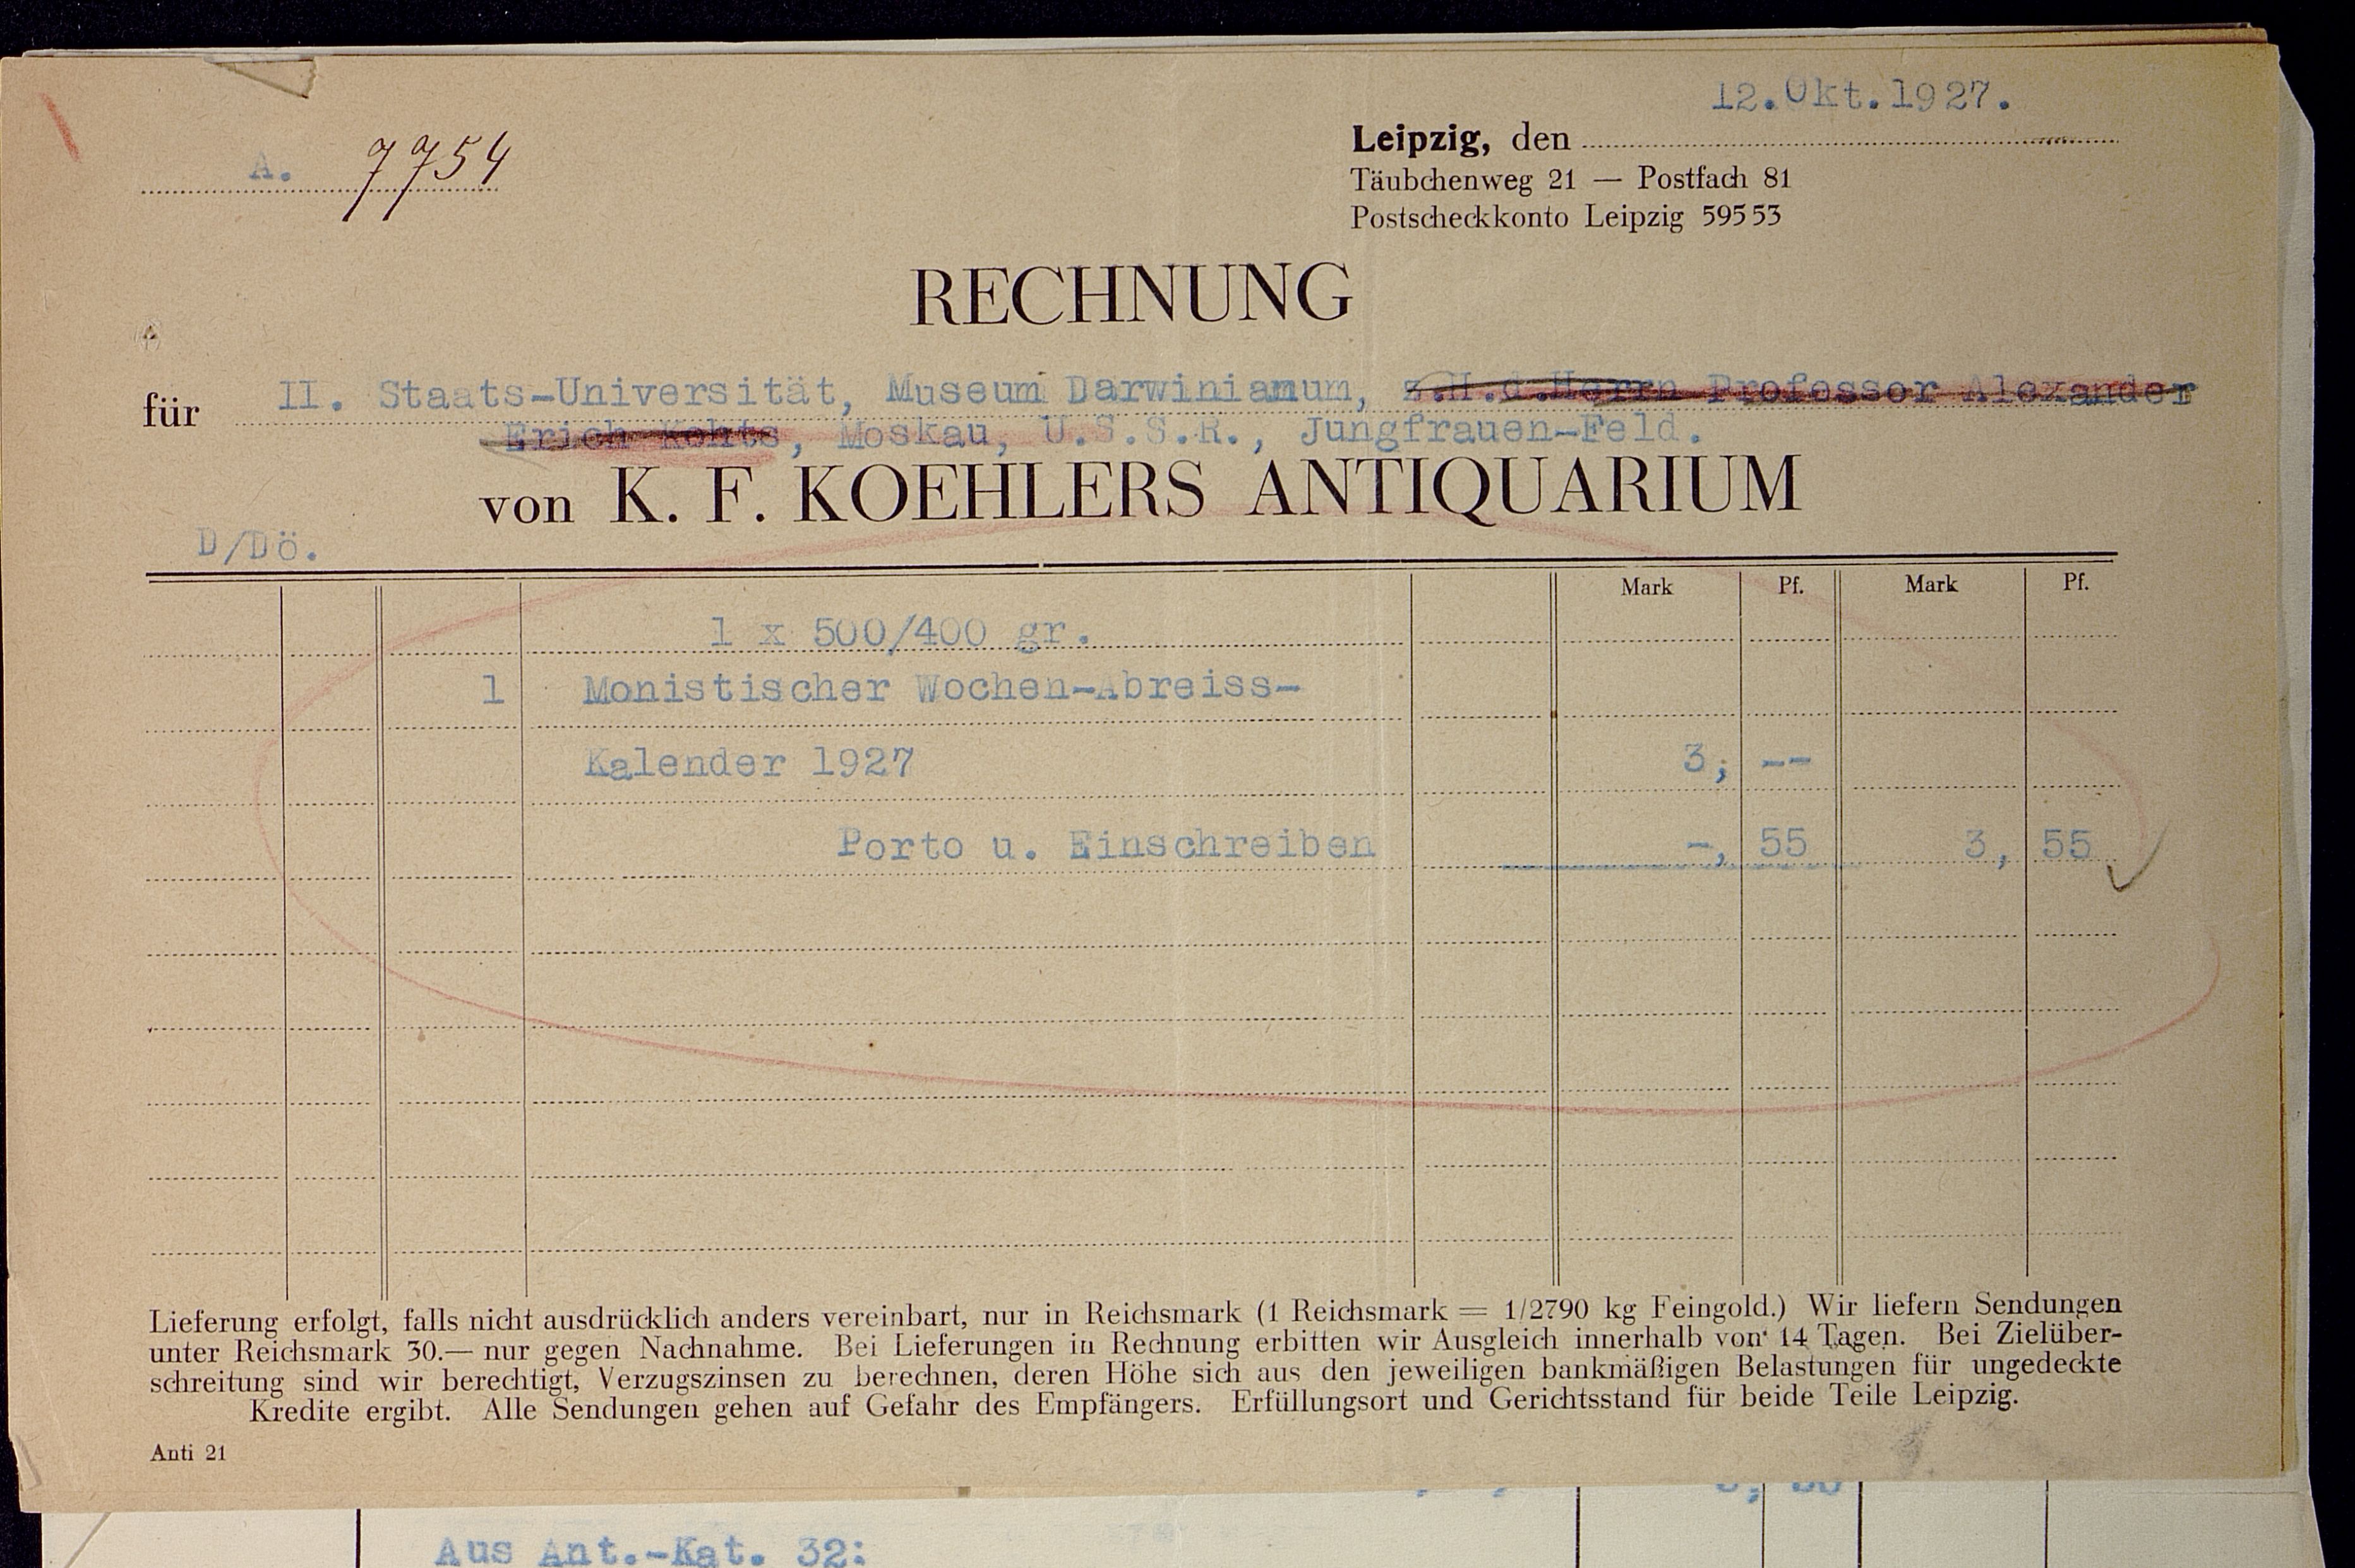 12.Okt.1927.
Leipzig, den
A. 7754
Täubchenweg 21 — Postfach 81
Postscheckkonto Leipzig 595 53
RECHNUNG
für II. Staats-Universität, Museum Darwinianum, z.H.d.Herrn Professor Alexander
Erich Kohts, Moskau, U.S.S.R., Jungfrauen-Feld.
von K. F. KOEHLERS ANTIQUARIUM
D/Dö.
Mark Pf. Mark Pf.
1 x 500/400 gr.
1 Monistischer Wochen-Abreiss-
Kalender 1927 3, --
Porto u. Einschreiben -, 55 3, 55
Lieferung erfolgt, falls nicht ausdrücklich anders vereinbart, nur in Reichsmark (1 Reichsmark = 1/2790 kg Feingold.) Wir liefern Sendungen
unter Reichsmark 30.— nur gegen Nachnahme. Bei Lieferungen in Rechnung erbitten wir Ausgleich innerhalb von 14 Tagen. Bei Zielüber-
schreitung sind wir berechtigt, Verzugszinsen zu berechnen, deren Höhe sich aus den jeweiligen bankmäßigen Belastungen für ungedeckte
Kredite ergibt. Alle Sendungen gehen auf Gefahr des Empfängers. Erfüllungsort und Gerichtsstand für beide Teile Leipzig.
Anti 21
Aus Ant.-Kat. 32: